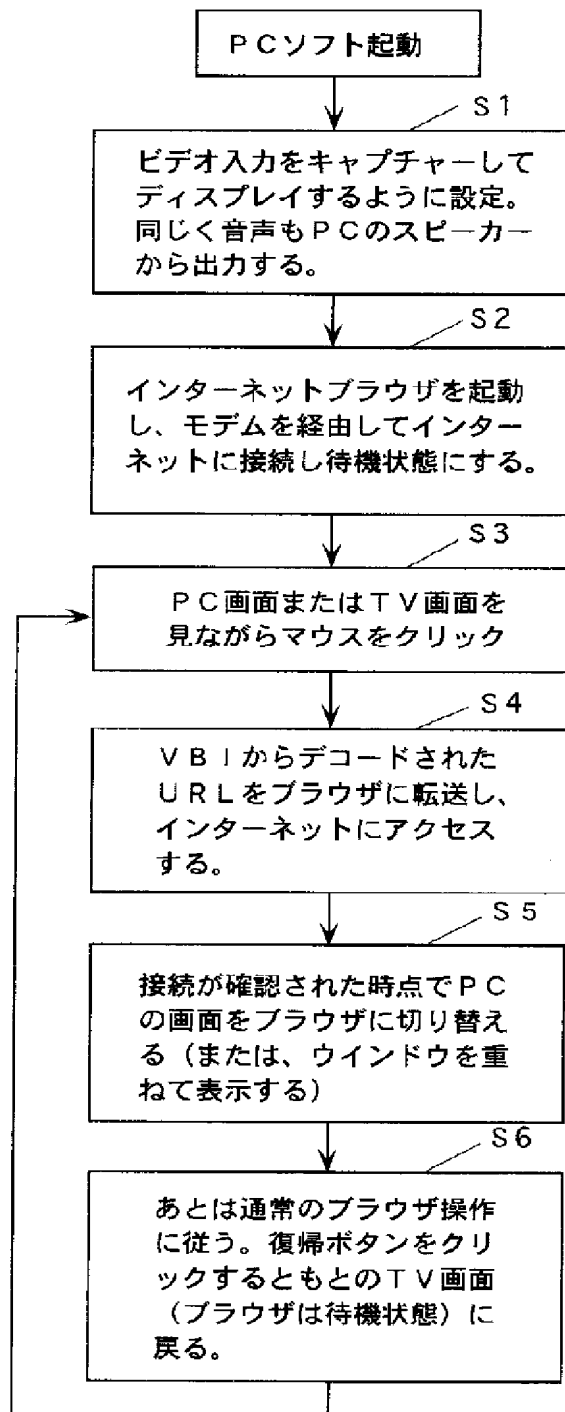 PCソフト起動
S1
ビデオ入力をキャプチャーして
ディスプレイするように設定。
同じく音声もPCのスピーカー
から出力する。
S2
インターネットブラウザを起動
し、モデムを経由してインター
ネットに接続し待機状態にする。
S3
PC画面またはTV画面を
見ながらマウスをクリック
S4
VBIからデコードされた
URLをブラウザに転送し、
インターネットにアクセス
する。
S5
接続が確認された時点でPC
の画面をブラウザに切り替え
る(または、ウインドウを重
ねて表示する)
S6
あとは通常のブラウザ操作
に従う。復帰ボタンをクリ
ックするともとのTV画面
(ブラウザは待機状態)に
戻る。